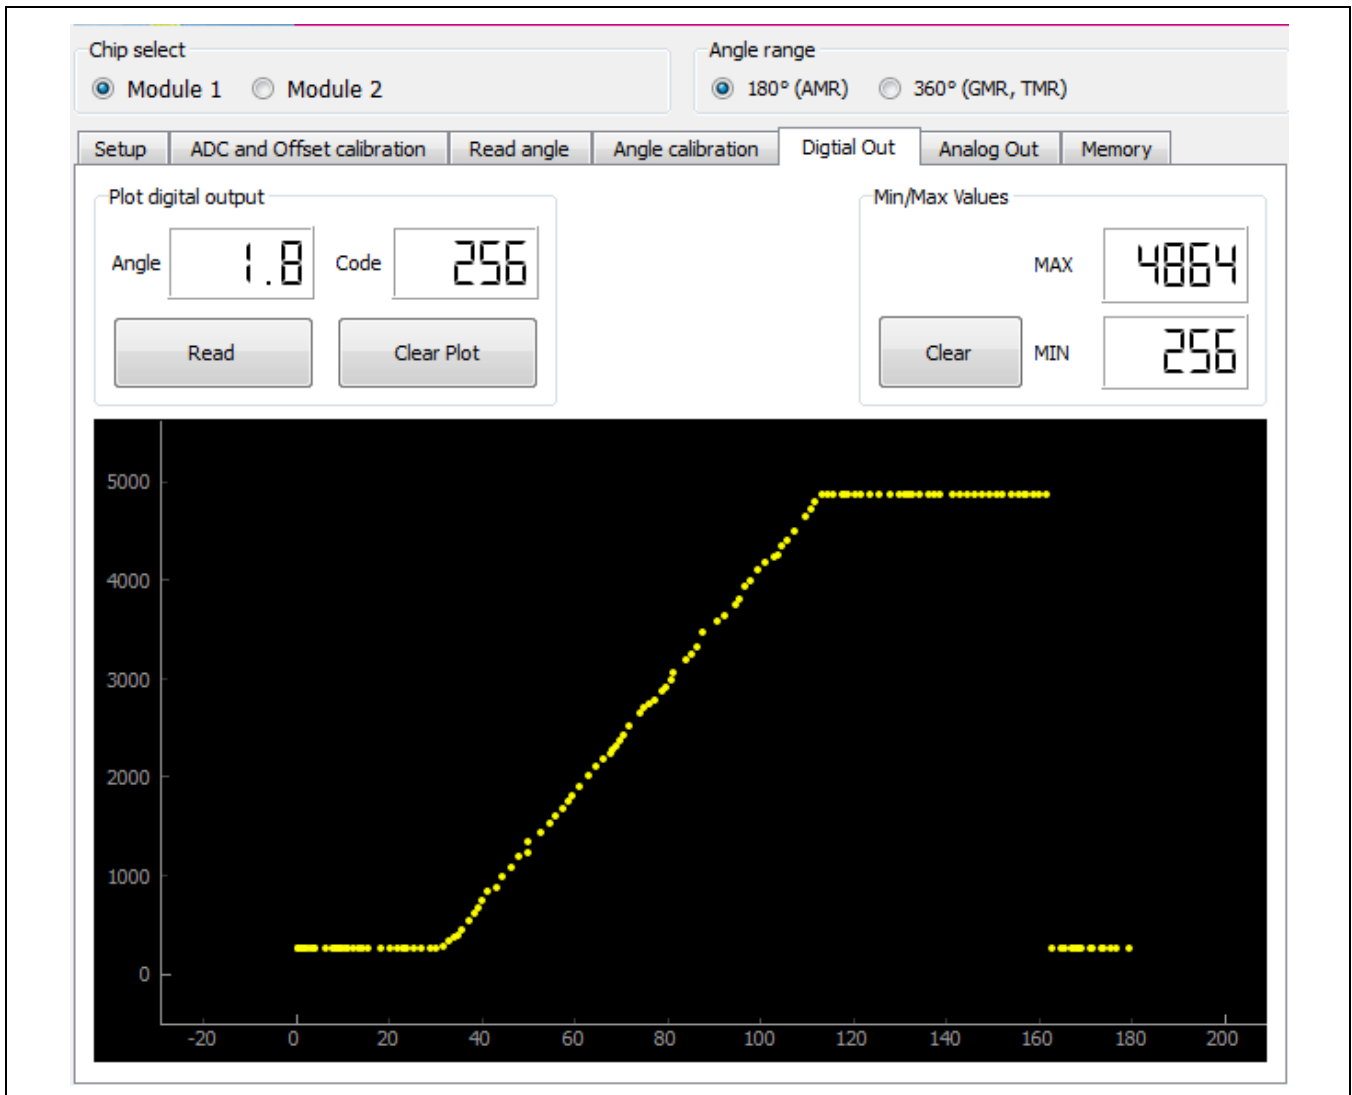 Chip select
Angle range
Module 1 Module 2
180° (AMR) 360° (GMR, TMR)
Setup ADC and Offset calibration Read angle Angle calibration Digtial Out Analog Out Memory
Plot digital output
Min/Max Values
Angle 1.8 Code 256
MAX 4864
Read Clear Plot
Clear MIN 256
5000
4000
3000
2000
1000
0
-20 0 20 40 60 80 100 120 140 160 180 200